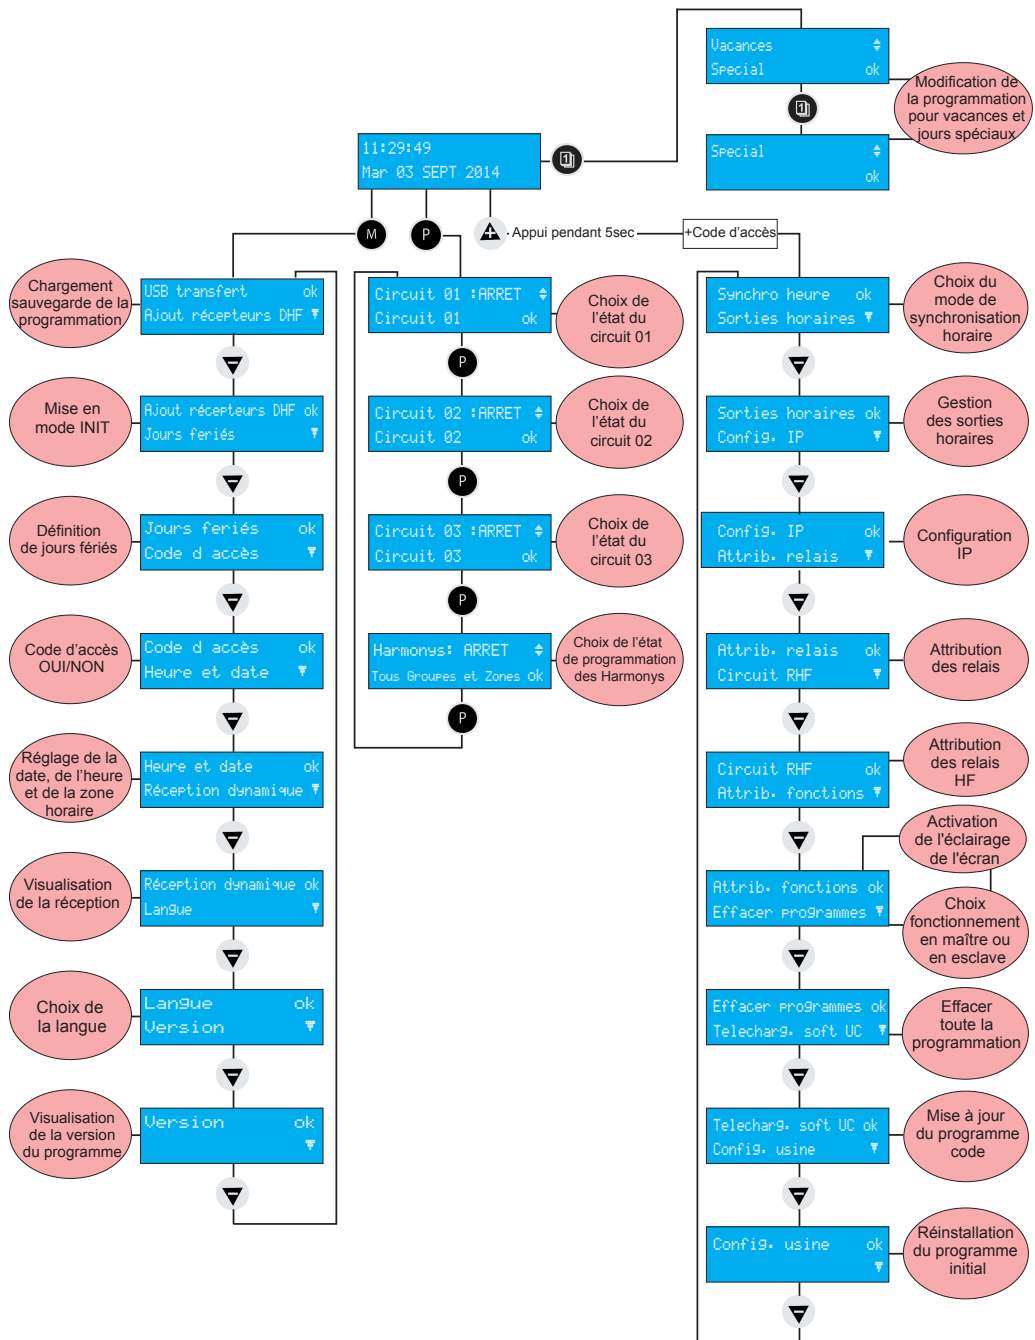 Vacances
Special ok
Modification de
la programmation
pour vacances et
jours spéciaux
1
11:29:49
Mar 03 SEPT 2014
1
Special
ok
M
P
+
Appui pendant 5sec
+Code d'accès
Chargement
sauvegarde de la
programmation
USB transfert ok
Ajout récepteurs DHF
Mise en
mode INIT
Ajout récepteurs DHF ok
Jours feriés
Définition
de jours fériés
Jours feriés ok
Code d accès
Code d'accès
OUI/NON
Code d accès ok
Heure et date
Réglage de la
date, de l'heure
et de la zone
horaire
Heure et date ok
Réception dynamique
Visualisation
de la réception
Réception dynamique ok
Langue
Choix de
la langue
Langue ok
Version
Visualisation
de la version
du programme
Version ok
Circuit 01 :ARRET
Circuit 01 ok
Choix de
l'état du
circuit 01
P
Circuit 02 :ARRET
Circuit 02 ok
Choix de
l'état du
circuit 02
P
Circuit 03 :ARRET
Circuit 03 ok
Choix de
l'état du
circuit 03
P
Harmonys: ARRET
Tous Groupes et Zones ok
Choix de l'état
de programmation
des Harmonys
P
Synchro heure ok
Sorties horaires
Choix du
mode de
synchronisation
horaire
Sorties horaires ok
Config. IP
Gestion
des sorties
horaires
Config. IP ok
Attrib. relais
Configuration
IP
Attrib. relais ok
Circuit RHF
Attribution
des relais
Circuit RHF ok
Attrib. fonctions
Attribution
des relais
HF
Activation
de l'éclairage
de l'écran
Attrib. fonctions ok
Effacer programmes
Choix
fonctionnement
en maître ou
en esclave
Effacer programmes ok
Telecharg. soft UC
Effacer
toute la
programmation
Telecharg. soft UC ok
Config. usine
Mise à jour
du programme
code
Config. usine ok
Réinstallation
du programme
initial